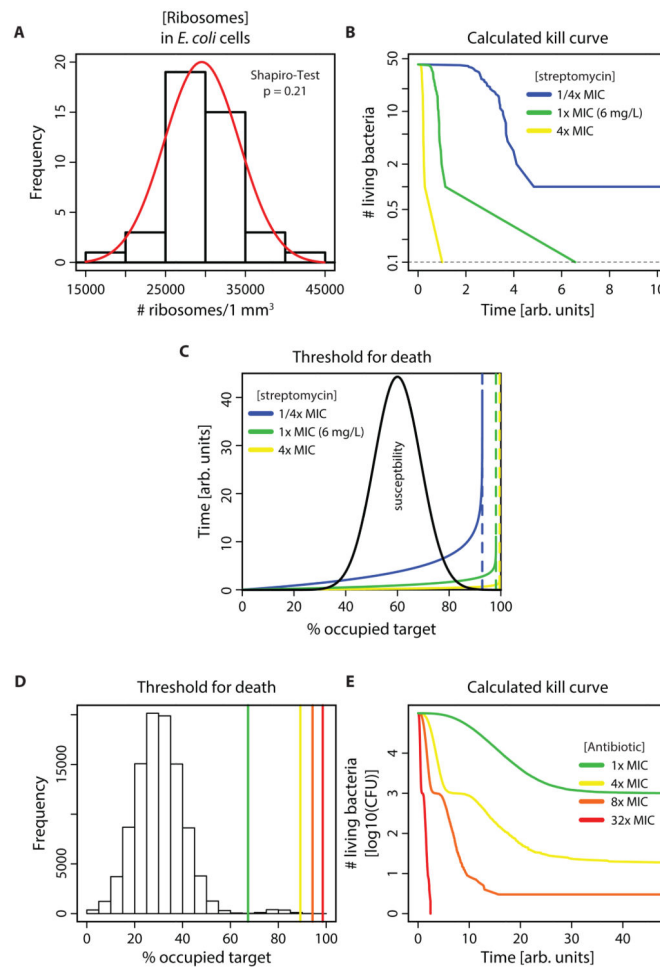 A
[Ribosomes]
in E. coli cells
Shapiro-Test
p = 0.21
Frequency
20
15
10
5
0
15000 25000 35000 45000
# ribosomes/1 mm³
B
Calculated kill curve
[streptomycin]
1/4x MIC
1x MIC (6 mg/L)
4x MIC
# living bacteria
50
10
2
1
0.5
0.1
0 2 4 6 8 10
Time [arb. units]
C
Threshold for death
[streptomycin]
1/4x MIC
1x MIC (6 mg/L)
4x MIC
susceptbility
Time [arb. units]
40
30
20
10
0
0 20 40 60 80 100
% occupied target
D
Threshold for death
Frequency
15000
5000
0
0 20 40 60 80 100
% occupied target
E
Calculated kill curve
[Antibiotic]
1x MIC
4x MIC
8x MIC
32x MIC
# living bacteria
[log10(CFU)]
4
3
2
1
0
0 10 20 30 40
Time [arb. units]